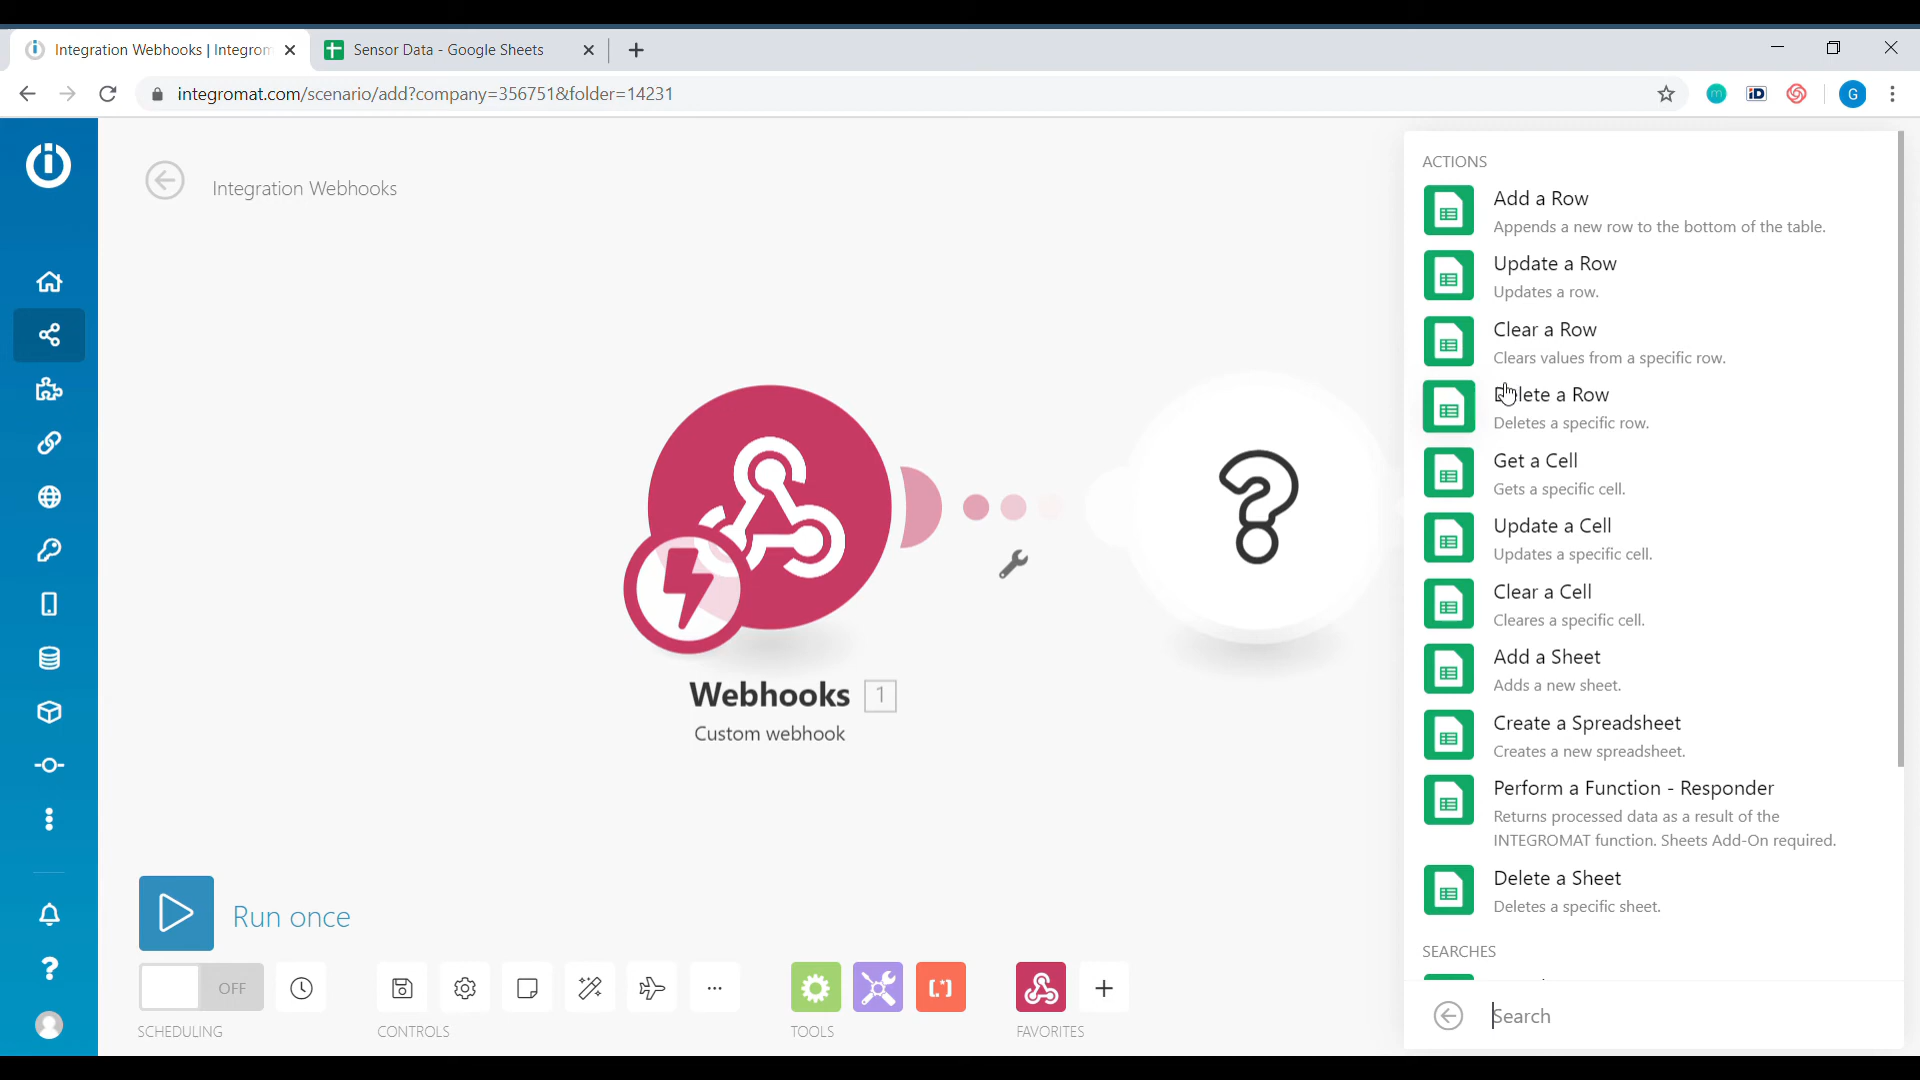 Integration Webhooks | Integrom
Sensor Data - Google Sheets
integromat.com/scenario/add?company=356751&folder=14231
m
iD
G
Integration Webhooks
ACTIONS
Add a Row
Appends a new row to the bottom of the table.
Update a Row
Updates a row.
Clear a Row
Clears values from a specific row.
Delete a Row
Deletes a specific row.
Get a Cell
Gets a specific cell.
Update a Cell
Updates a specific cell.
Clear a Cell
Cleares a specific cell.
Add a Sheet
Adds a new sheet.
Create a Spreadsheet
Creates a new spreadsheet.
Perform a Function - Responder
Returns processed data as a result of the
INTEGROMAT function. Sheets Add-On required.
Delete a Sheet
Deletes a specific sheet.
SEARCHES
Search
?
Webhooks 1
Custom webhook
Run once
OFF
SCHEDULING
CONTROLS
[.*]
TOOLS
FAVORITES